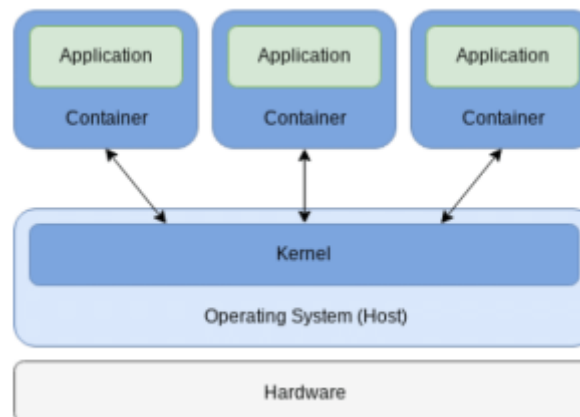 Application Application Application
Container Container Container
Kernel
Operating System (Host)
Hardware